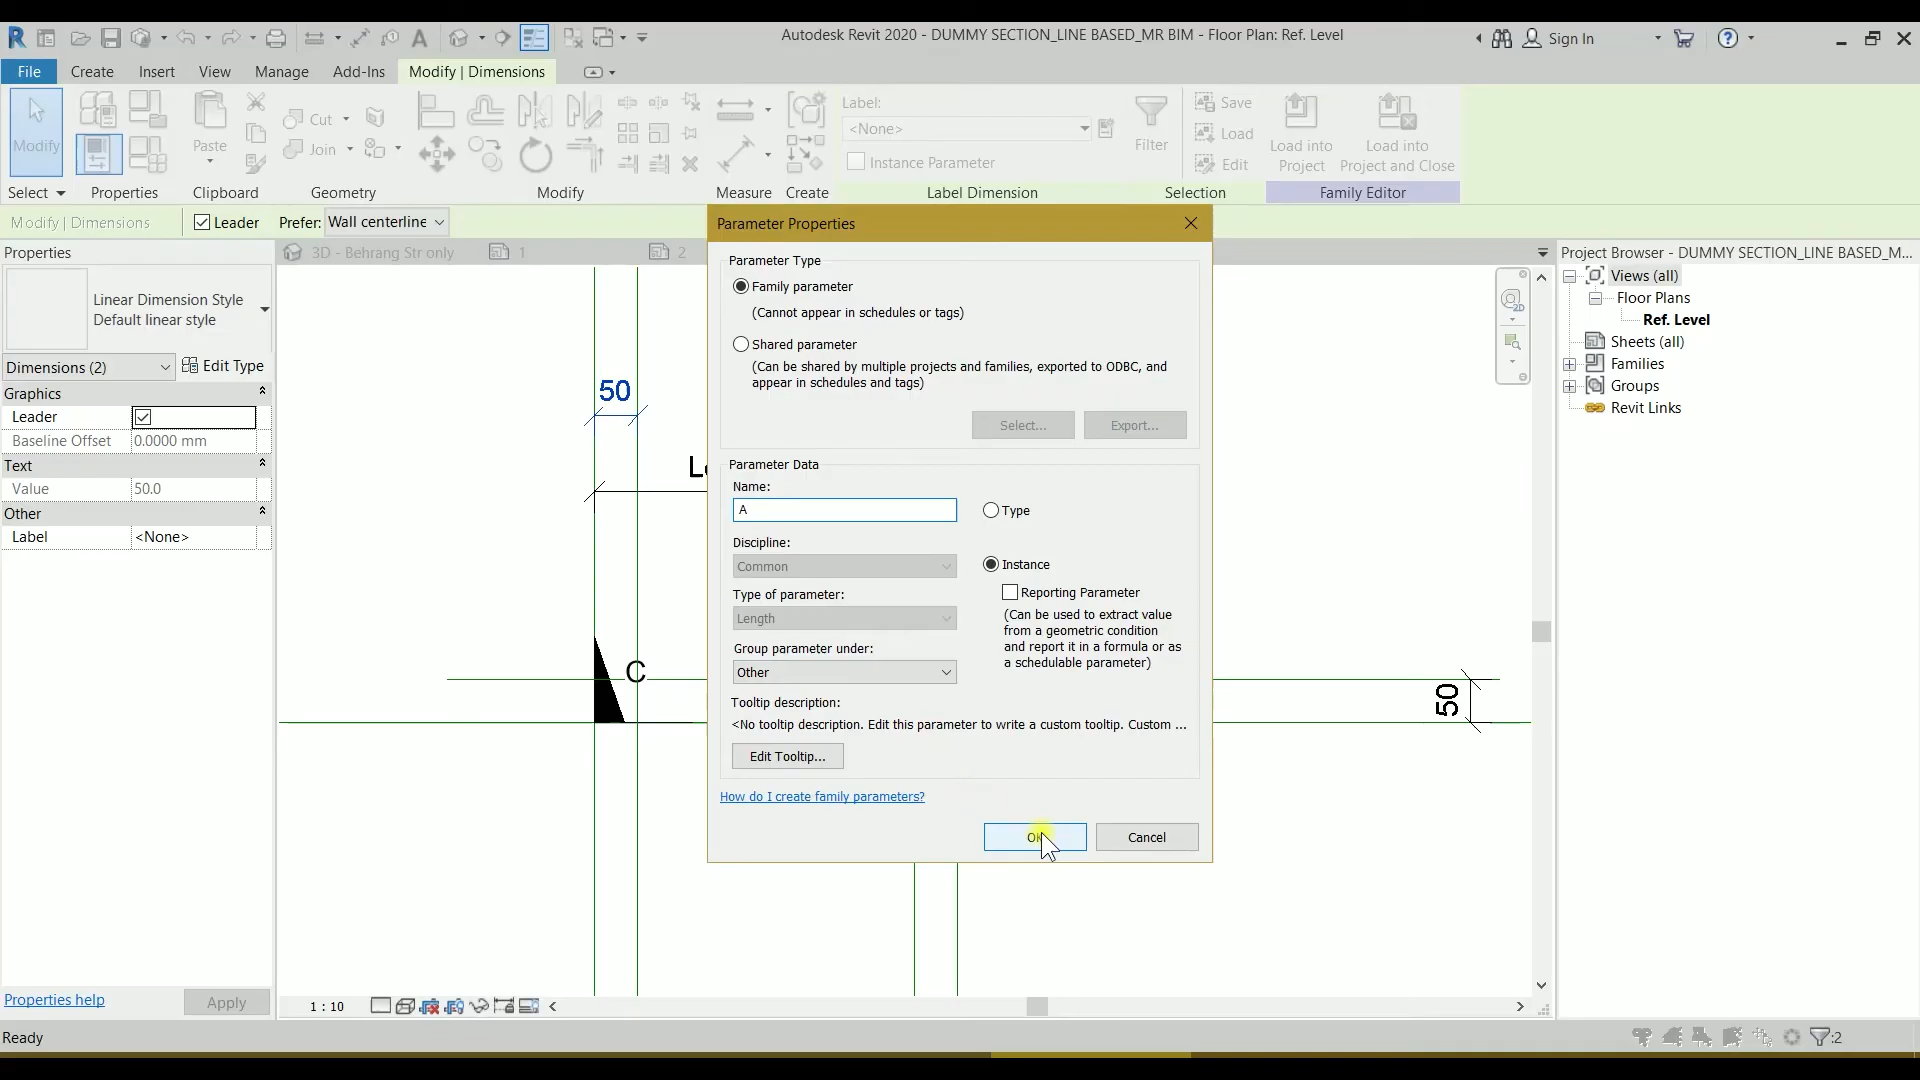 Autodesk Revit 2020 - DUMMY SECTION_LINE BASED_MR BIM - Floor Plan: Ref. Level
Sign In
File Create Insert View Manage Add-Ins Modify | Dimensions
Modify
Paste
Cut
Join
Label:
<None>
Instance Parameter
Filter
Save
Load
Edit
Load into Project
Load into Project and Close
Select Properties Clipboard Geometry Modify Measure Create Label Dimension Selection Family Editor
Modify | Dimensions Leader Prefer: Wall centerline
Properties
3D - Behrang Str only 1 2
Linear Dimension Style
Default linear style
Dimensions (2) Edit Type
Graphics
Leader
Baseline Offset 0.0000 mm
Text
Value 50.0
Other
Label <None>
Properties help Apply
50
C
50
1 : 10
Parameter Properties
Parameter Type
Family parameter
(Cannot appear in schedules or tags)
Shared parameter
(Can be shared by multiple projects and families, exported to ODBC, and
appear in schedules and tags)
Select... Export...
Parameter Data
Name:
A
Type
Discipline:
Common
Instance
Type of parameter:
Length
Reporting Parameter
(Can be used to extract value
from a geometric condition
and report it in a formula or as
a schedulable parameter)
Group parameter under:
Other
Tooltip description:
<No tooltip description. Edit this parameter to write a custom tooltip. Custom ...
Edit Tooltip...
How do I create family parameters?
OK Cancel
Project Browser - DUMMY SECTION_LINE BASED_M...
Views (all)
Floor Plans
Ref. Level
Sheets (all)
Families
Groups
Revit Links
Ready
:2